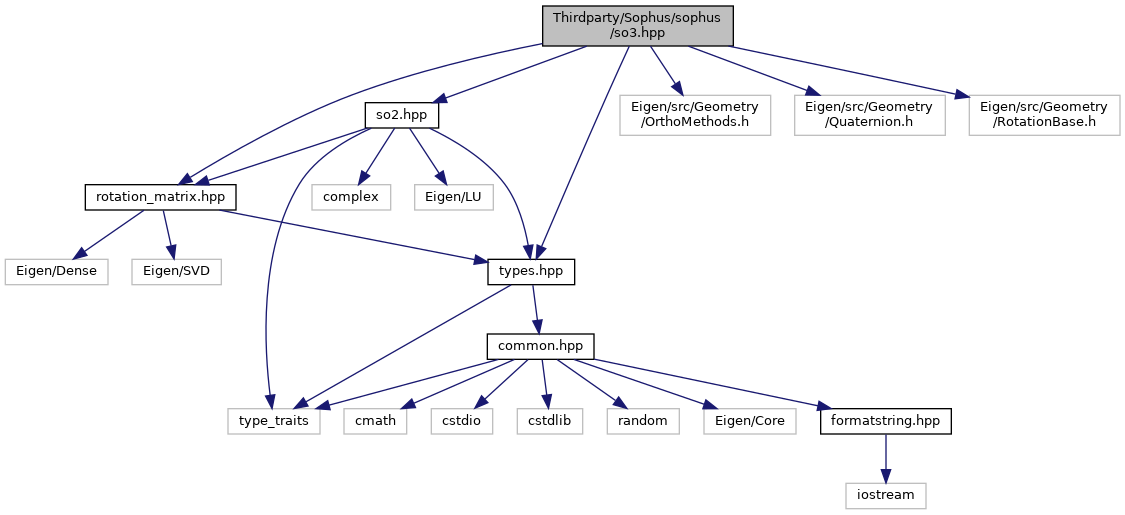 Thirdparty/Sophus/sophus
/so3.hpp
so2.hpp
Eigen/src/Geometry
/OrthoMethods.h
Eigen/src/Geometry
/Quaternion.h
Eigen/src/Geometry
/RotationBase.h
rotation_matrix.hpp
complex
Eigen/LU
Eigen/Dense
Eigen/SVD
types.hpp
common.hpp
type_traits
cmath
cstdio
cstdlib
random
Eigen/Core
formatstring.hpp
iostream